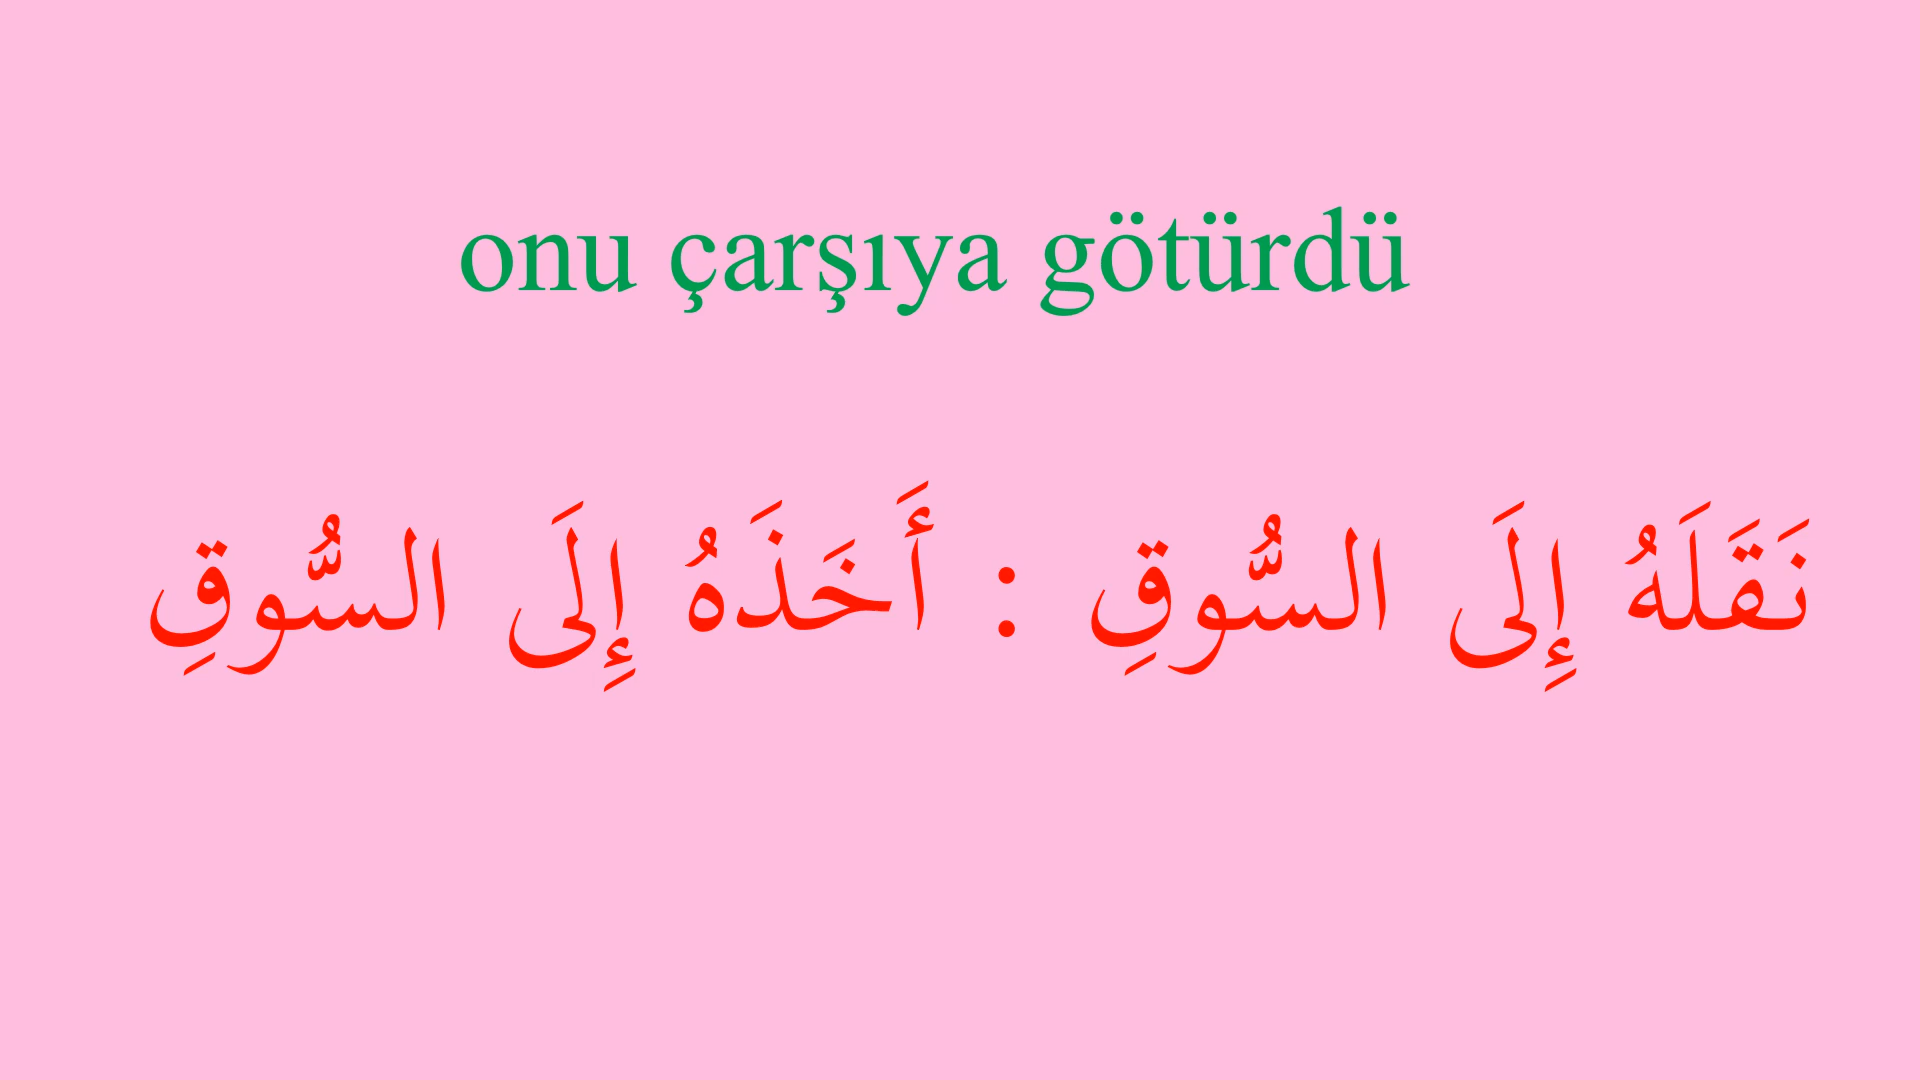 onu çarşıya götürdü
نَقَلَهُ إِلَى السُّوقِ : أَخَذَهُ إِلَى السُّوقِ